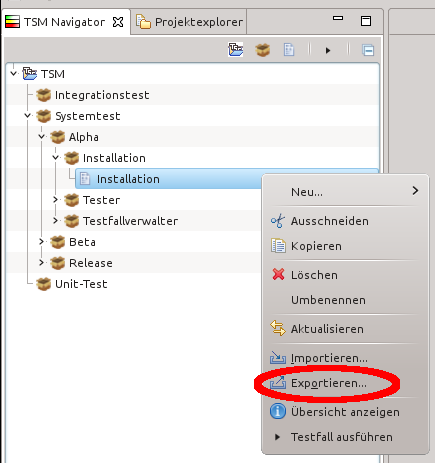 TSM Navigator
Projektexplorer
TSM
Integrationstest
Systemtest
Alpha
Installation
Installation
Tester
Testfallverwalter
Beta
Release
Unit-Test
Neu...
Ausschneiden
Kopieren
Löschen
Umbenennen
Aktualisieren
Importieren...
Exportieren...
Übersicht anzeigen
Testfall ausführen